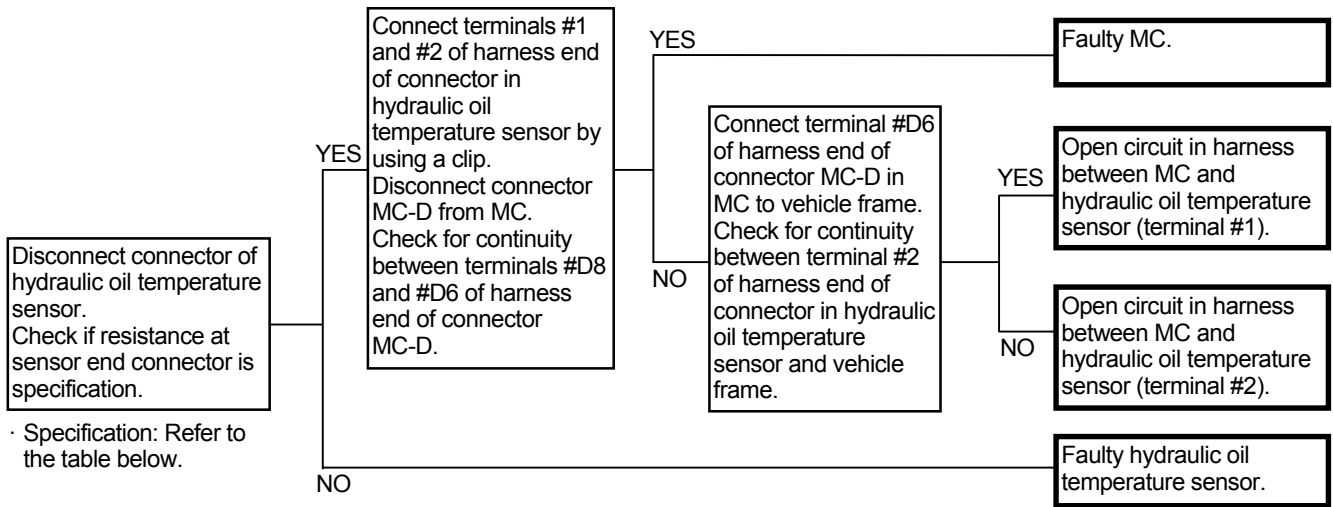 Disconnect connector of
hydraulic oil temperature
sensor.
Check if resistance at
sensor end connector is
specification.
· Specification: Refer to
the table below.
YES
NO
Connect terminals #1
and #2 of harness end
of connector in
hydraulic oil
temperature sensor by
using a clip.
Disconnect connector
MC-D from MC.
Check for continuity
between terminals #D8
and #D6 of harness
end of connector
MC-D.
YES
NO
Connect terminal #D6
of harness end of
connector MC-D in
MC to vehicle frame.
Check for continuity
between terminal #2
of harness end of
connector in hydraulic
oil temperature
sensor and vehicle
frame.
YES
NO
Faulty MC.
Open circuit in harness
between MC and
hydraulic oil temperature
sensor (terminal #1).
Open circuit in harness
between MC and
hydraulic oil temperature
sensor (terminal #2).
Faulty hydraulic oil
temperature sensor.